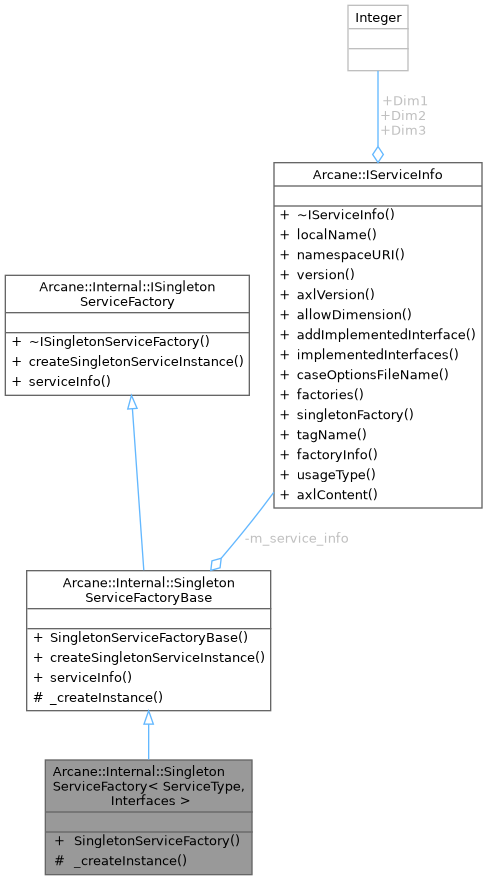 Integer
+Dim1
+Dim2
+Dim3
Arcane::IServiceInfo
+ ~IServiceInfo()
+ localName()
+ namespaceURI()
+ version()
+ axlVersion()
+ allowDimension()
+ addImplementedInterface()
+ implementedInterfaces()
+ caseOptionsFileName()
+ factories()
+ singletonFactory()
+ tagName()
+ factoryInfo()
+ usageType()
+ axlContent()
Arcane::Internal::ISingleton
ServiceFactory
+ ~ISingletonServiceFactory()
+ createSingletonServiceInstance()
+ serviceInfo()
-m_service_info
Arcane::Internal::Singleton
ServiceFactoryBase
+ SingletonServiceFactoryBase()
+ createSingletonServiceInstance()
+ serviceInfo()
# _createInstance()
Arcane::Internal::Singleton
ServiceFactory< ServiceType,
Interfaces >
+ SingletonServiceFactory()
# _createInstance()